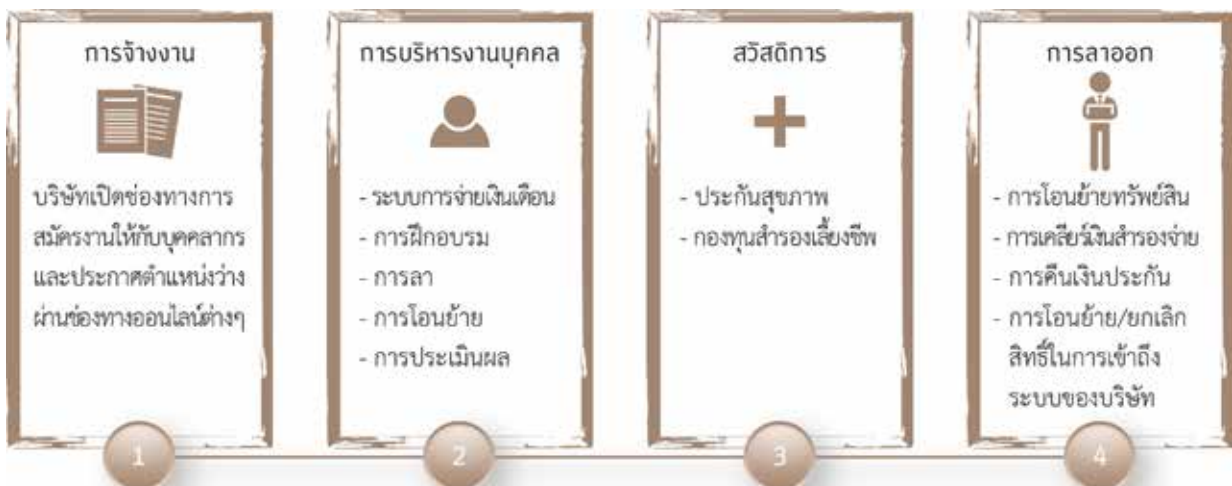 การจ้างงาน
บริษัทเปิดช่องทางการ
สมัครงานให้กับบุคคลากร
และประกาศตำแหน่งว่าง
ผ่านช่องทางออนไลน์ต่างๆ
1
การบริหารงานบุคคล
- ระบบการจ่ายเงินเดือน
- การฝึกอบรม
- การลา
- การโอนย้าย
- การประเมินผล
2
สวัสดิการ
- ประกันสุขภาพ
- กองทุนสำรองเลี้ยงชีพ
3
การลาออก
- การโอนย้ายทรัพย์สิน
- การเคลียร์เงินสำรองจ่าย
- การคืนเงินประกัน
- การโอนย้าย/ยกเลิก
สิทธิ์ในการเข้าถึง
ระบบของบริษัท
4